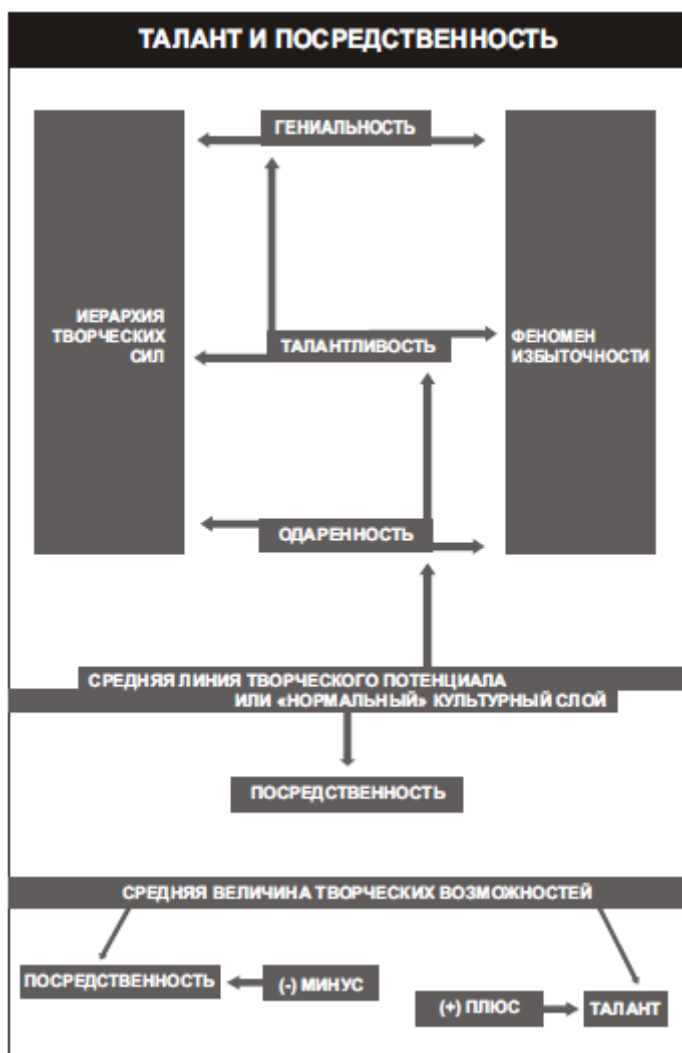 ТАЛАНТ И ПОСРЕДСТВЕННОСТЬ
ГЕНИАЛЬНОСТЬ
ИЕРАРХИЯ
ТВОРЧЕСКИХ
СИЛ
ТАЛАНТЛИВОСТЬ
ФЕНОМЕН
ИЗБЫТОЧНОСТИ
ОДАРЕННОСТЬ
СРЕДНЯЯ ЛИНИЯ ТВОРЧЕСКОГО ПОТЕНЦИАЛА
ИЛИ «НОРМАЛЬНЫЙ» КУЛЬТУРНЫЙ СЛОЙ
ПОСРЕДСТВЕННОСТЬ
СРЕДНЯЯ ВЕЛИЧИНА ТВОРЧЕСКИХ ВОЗМОЖНОСТЕЙ
ПОСРЕДСТВЕННОСТЬ
(-) МИНУС
(+) ПЛЮС
ТАЛАНТ